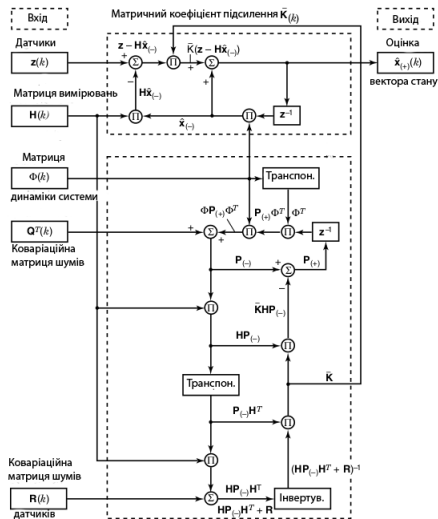 Вхід
Матричний коефіцієнт підсилення K̄(k)
Вихід
Датчики
z(k)
z – Hx̂(–)
+
Σ
–
П
K̄(z – Hx̂(–))
+
Σ
+
Оцінка
x̂(+)(k)
вектора стану
Hx̂(–)
Матриця вимірювань
H(k)
П
x̂(–)
П
z⁻¹
Матриця
Φ(k)
динаміки системи
Транспон.
ΦP(+)Φᵀ
P(+)Φᵀ
Φᵀ
Qᵀ(k)
+
Σ
+
П
П
z⁻¹
Коваріаційна
матриця шумів
P(–)
+
Σ
P(+)
–
K̄HP(–)
П
HP(–)
П
K̄
Транспон.
P(–)Hᵀ
П
Коваріаційна
матриця шумів
П
(HP(–)Hᵀ + R)⁻¹
R(k)
датчиків
Σ
HP(–)Hᵀ
HP(–)Hᵀ + R
Інвертув.